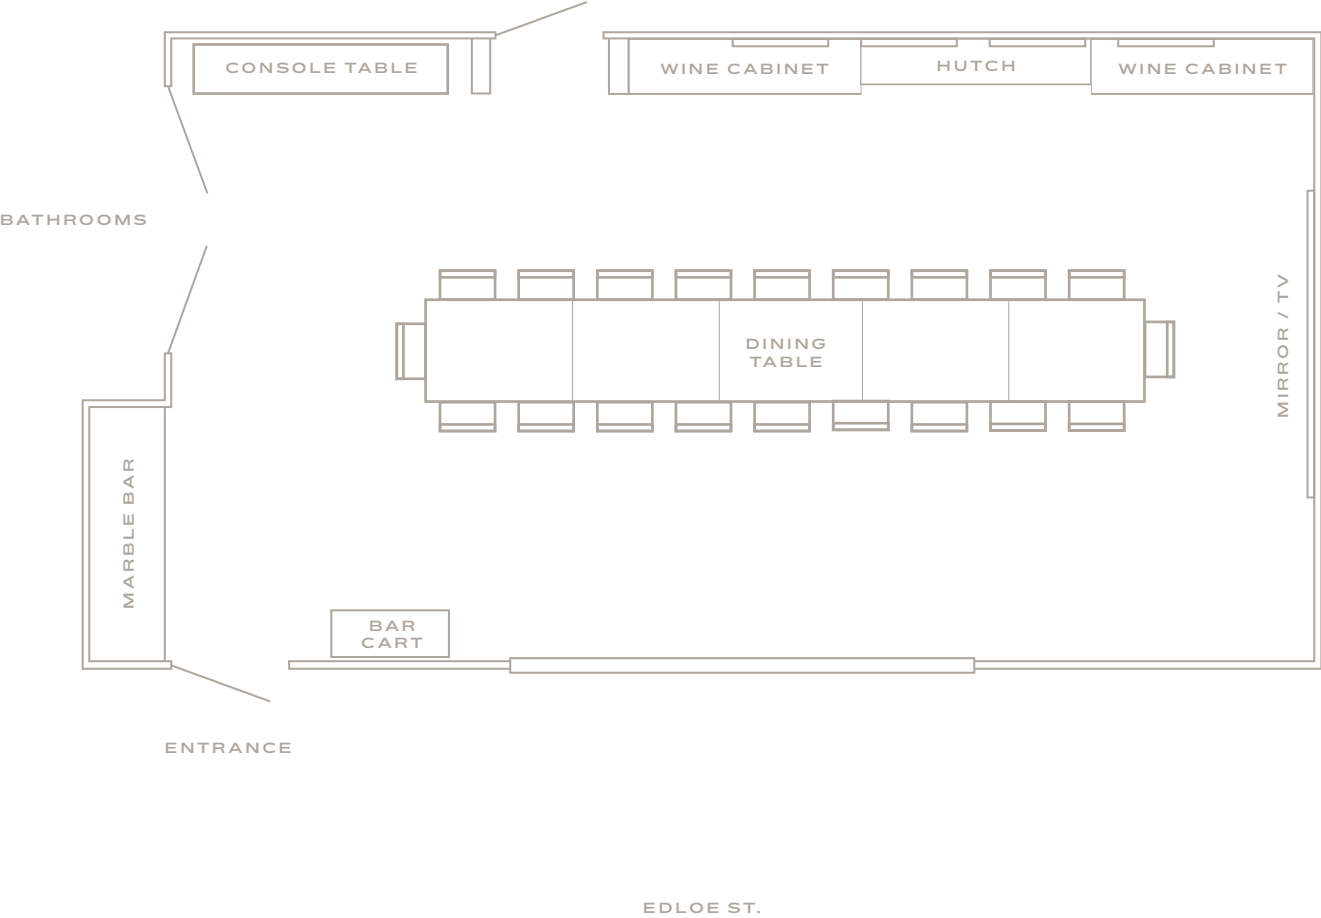 CONSOLE TABLE
WINE CABINET
HUTCH
WINE CABINET
BATHROOMS
MIRROR / TV
DINING
TABLE
MARBLE BAR
BAR
CART
ENTRANCE
EDLOE ST.